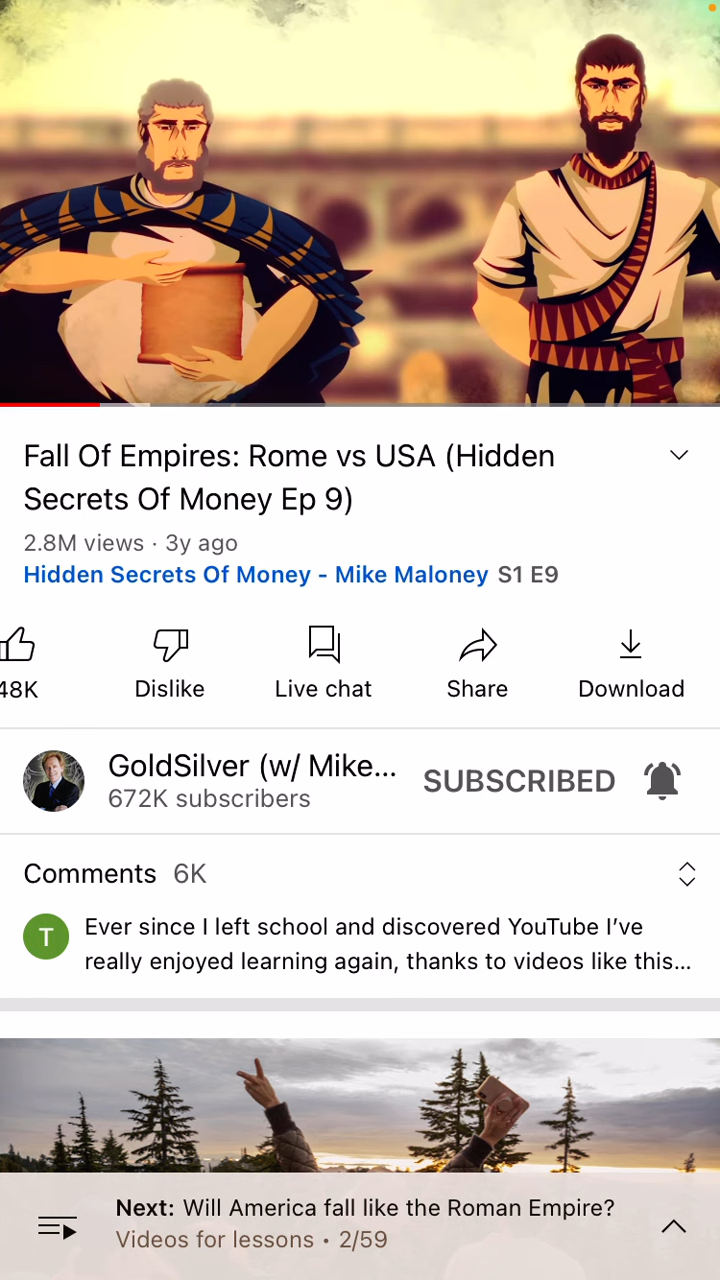 Fall Of Empires: Rome vs USA (Hidden
Secrets Of Money Ep 9)
2.8M views · 3y ago
Hidden Secrets Of Money - Mike Maloney S1 E9
48K
Dislike
Live chat
Share
Download
GoldSilver (w/ Mike...
SUBSCRIBED
672K subscribers
Comments 6K
T
Ever since I left school and discovered YouTube I’ve
really enjoyed learning again, thanks to videos like this...
Next: Will America fall like the Roman Empire?
Videos for lessons • 2/59